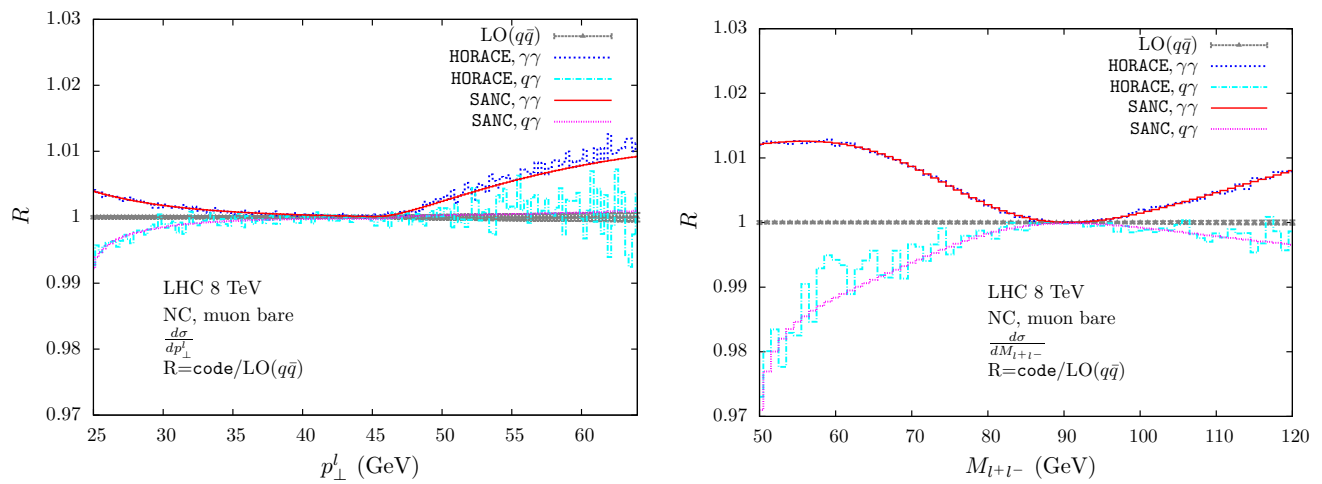 1.03
1.02
1.01
1
0.99
0.98
0.97
R
LO(qq̄)
HORACE, γγ
HORACE, qγ
SANC, γγ
SANC, qγ
LHC 8 TeV
NC, muon bare
dσ/dp⊥^l
R=code/LO(qq̄)
25 30 35 40 45 50 55 60
p⊥^l (GeV)
1.03
1.02
1.01
1
0.99
0.98
0.97
R
LO(qq̄)
HORACE, γγ
HORACE, qγ
SANC, γγ
SANC, qγ
LHC 8 TeV
NC, muon bare
dσ/dM_{l+l−}
R=code/LO(qq̄)
50 60 70 80 90 100 110 120
M_{l+l−} (GeV)